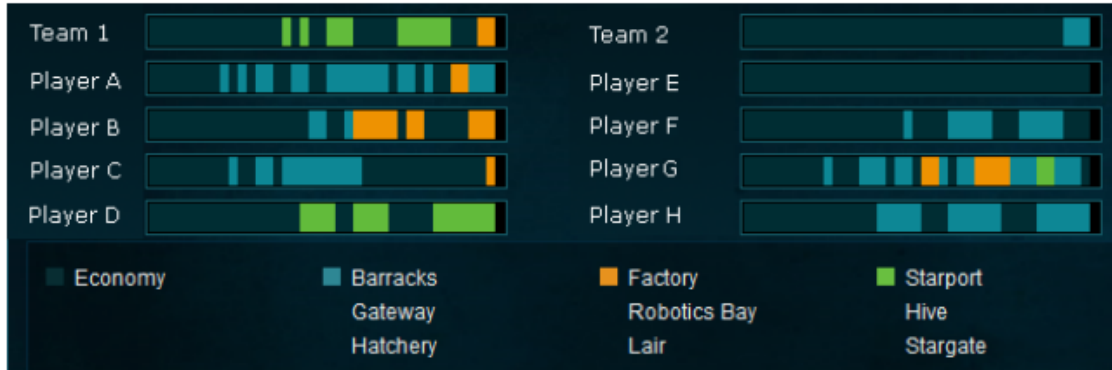 Team 1
Team 2
Player A
Player E
Player B
Player F
Player C
Player G
Player D
Player H
Economy
Barracks
Factory
Starport
Gateway
Robotics Bay
Hive
Hatchery
Lair
Stargate